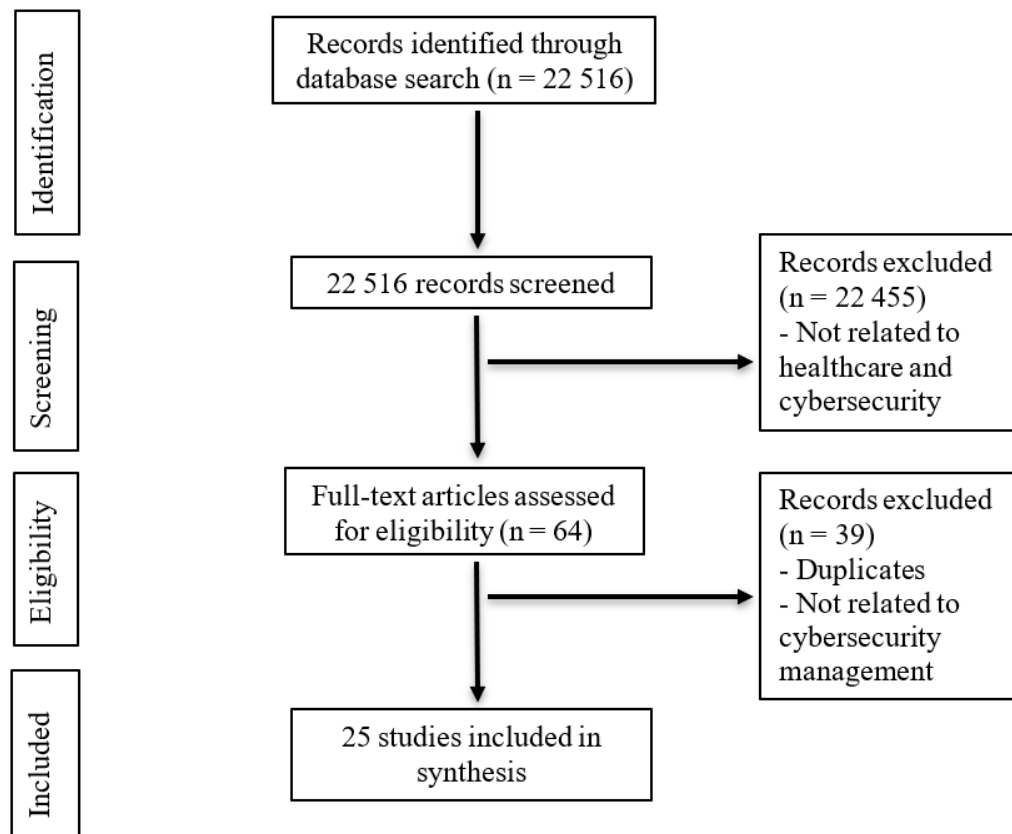 Identification
Records identified through
database search (n = 22 516)
Screening
22 516 records screened
Records excluded
(n = 22 455)
- Not related to
healthcare and
cybersecurity
Eligibility
Full-text articles assessed
for eligibility (n = 64)
Records excluded
(n = 39)
- Duplicates
- Not related to
cybersecurity
management
Included
25 studies included in
synthesis